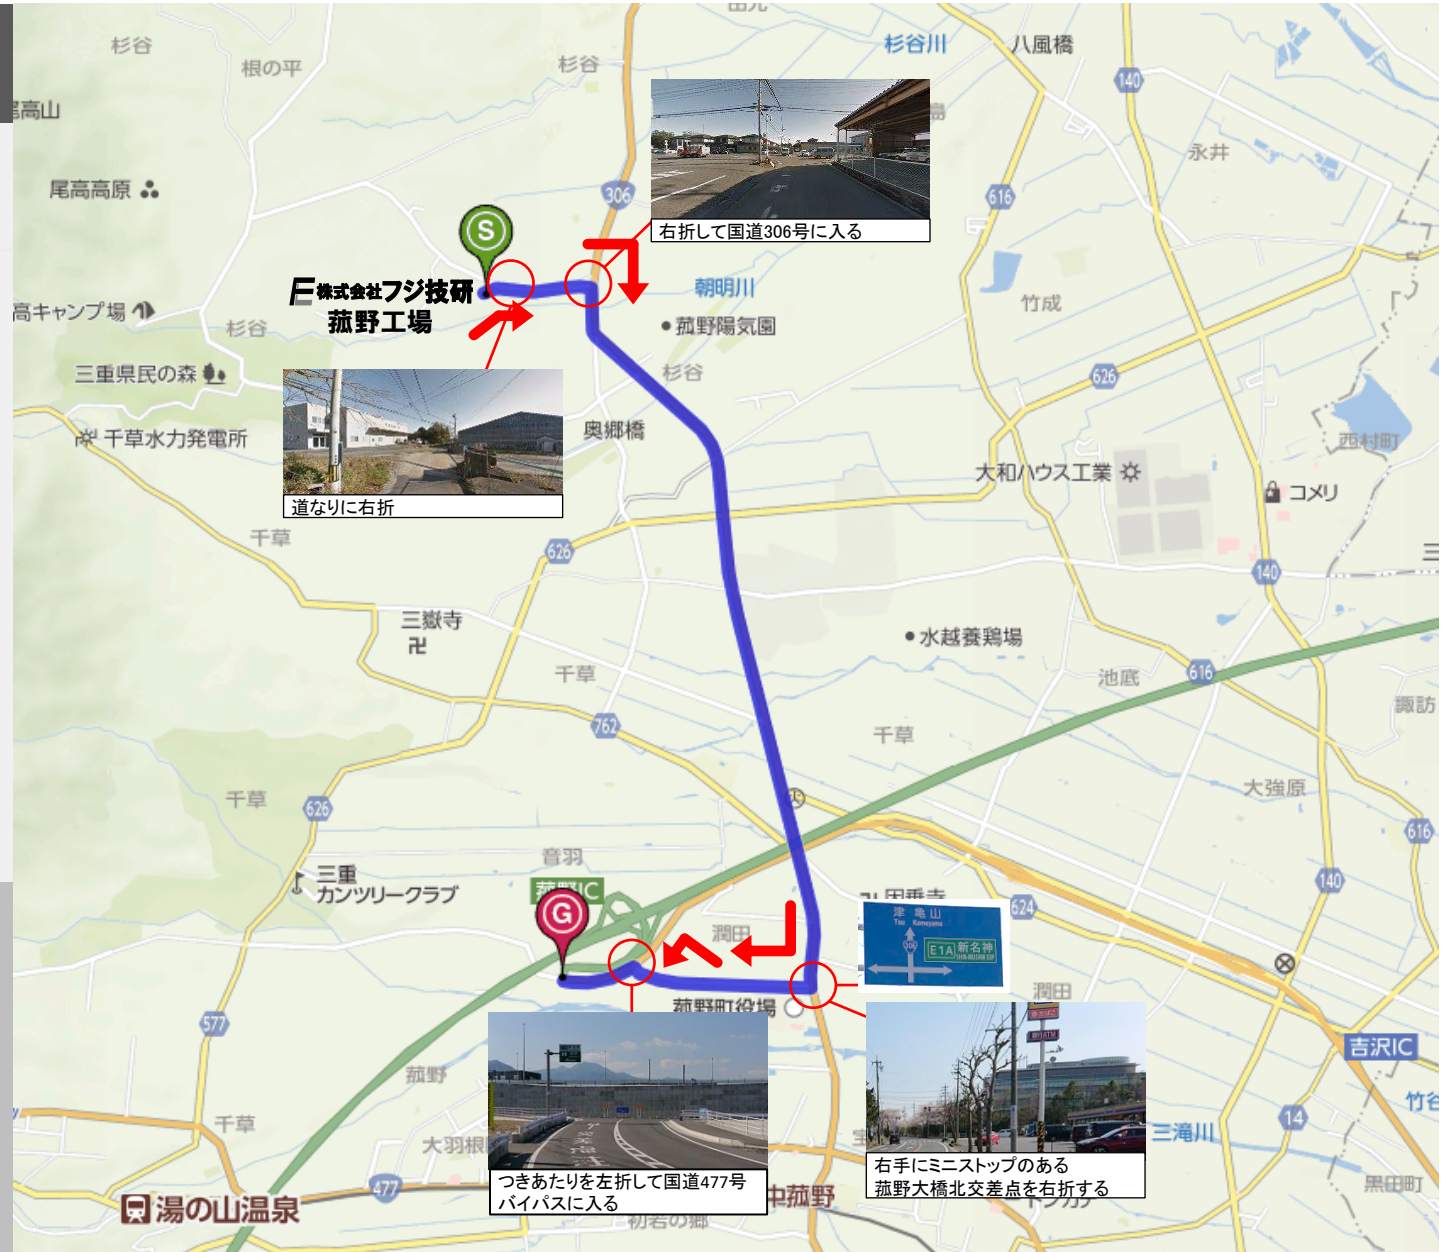 杉谷
根の平
杉谷
杉谷川
八風橋
140
尾高高原
306
616
永井
S
右折して国道306号に入る
株式会社フジ技研
菰野工場
朝明川
竹成
高キャンプ場
杉谷
菰野陽気園
三重県民の森
杉谷
626
千草水力発電所
奥郷橋
西村町
大和ハウス工業
コメリ
道なりに右折
千草
626
140
三嶽寺
水越養鶏場
千草
池底
616
諏訪
762
千草
千草
626
大強原
616
音羽
三重
カンツリークラブ
140
G
624
潤田
津 亀山
Tsu Kameyama
306
E1A 新名神
菰野町役場
潤田
577
吉沢IC
菰野
千草
14
大羽根
三滝川
477
つきあたりを左折して国道477号
バイパスに入る
右手にミニストップのある
菰野大橋北交差点を右折する
湯の山温泉
中菰野
黒田町
初若の郷